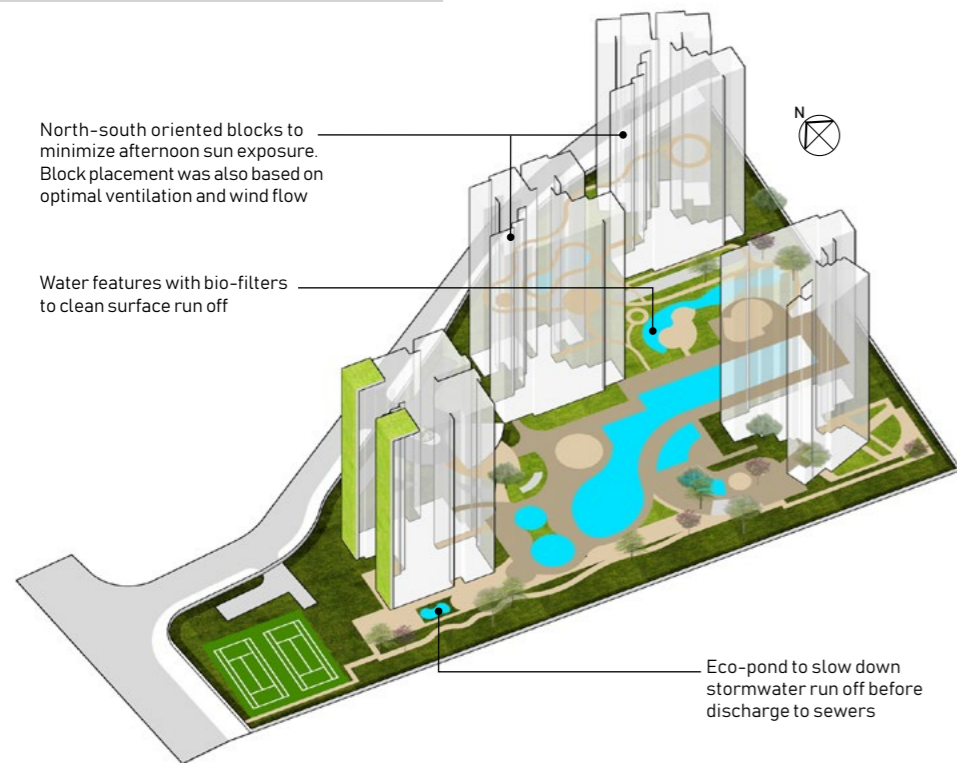 N
North-south oriented blocks to
minimize afternoon sun exposure.
Block placement was also based on
optimal ventilation and wind flow
Water features with bio-filters
to clean surface run off
Eco-pond to slow down
stormwater run off before
discharge to sewers